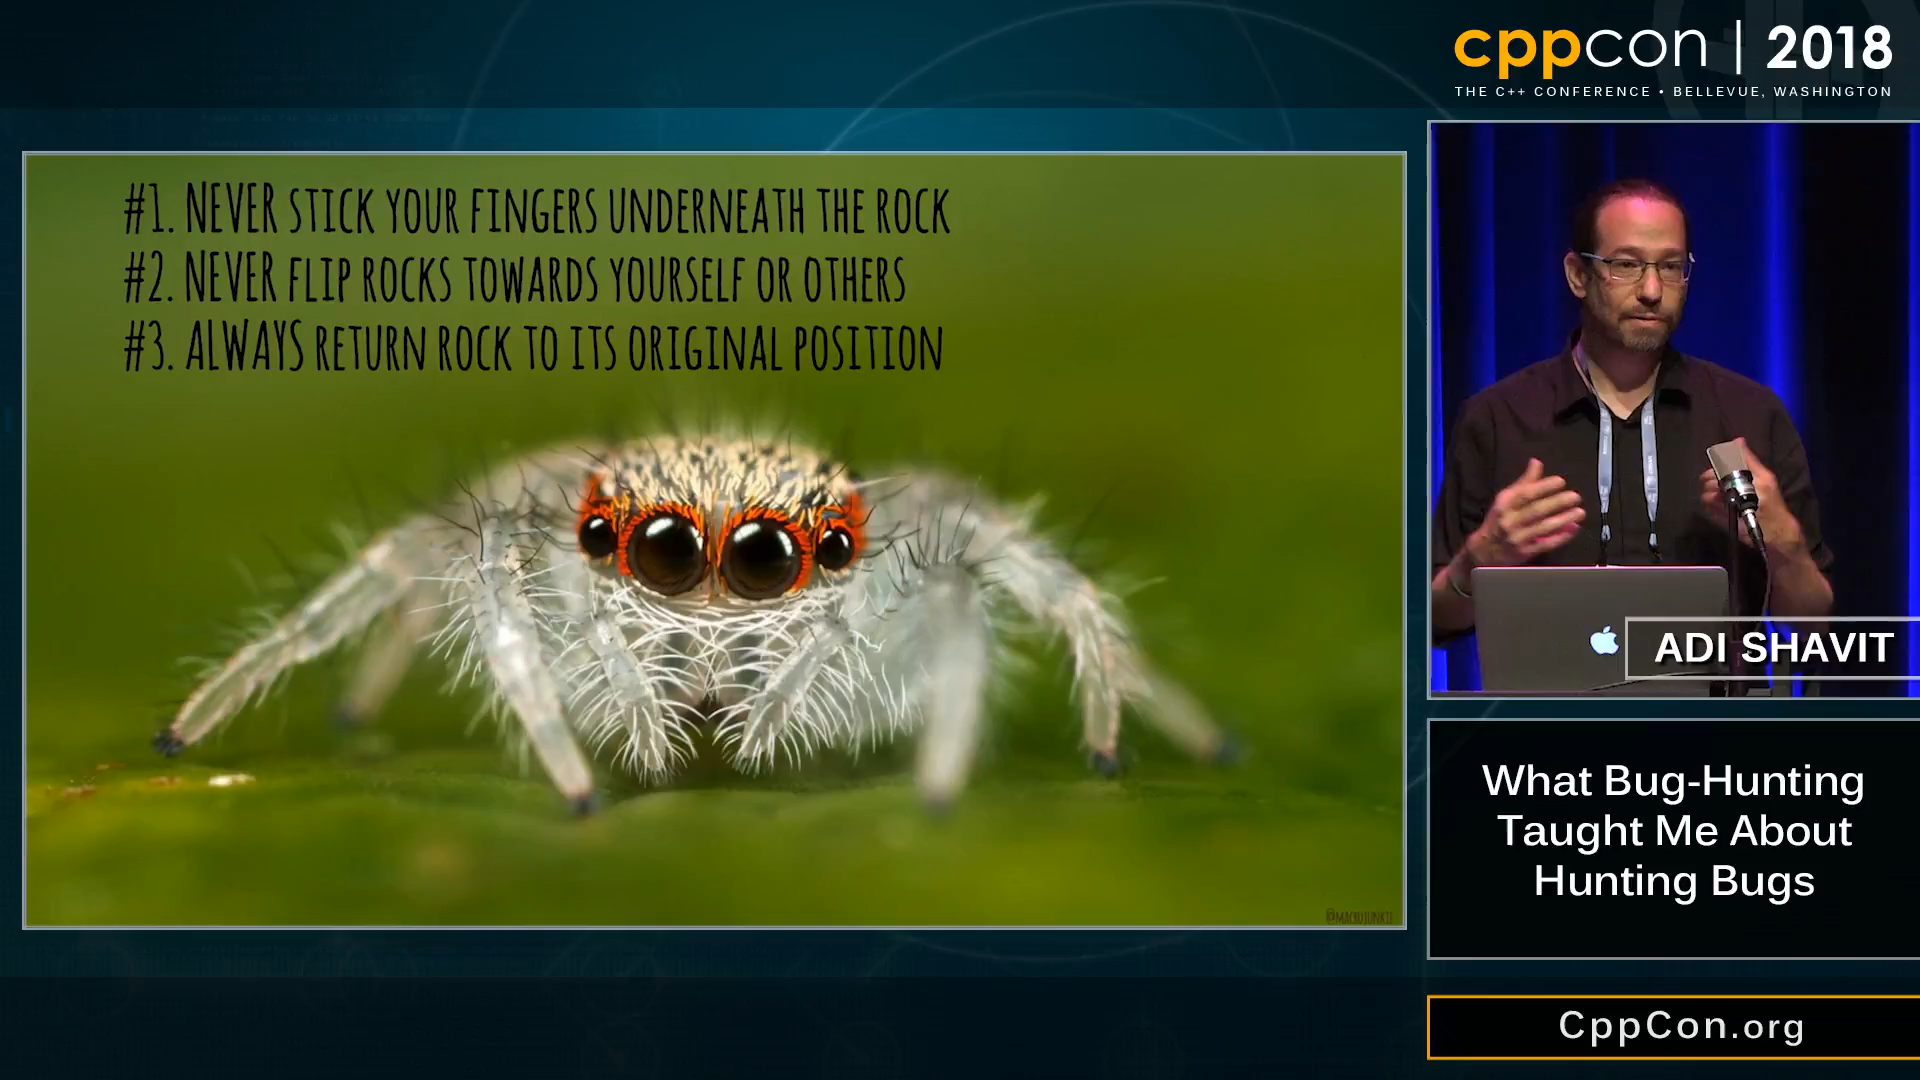 cppcon | 2018
THE C++ CONFERENCE • BELLEVUE, WASHINGTON
#1. NEVER STICK YOUR FINGERS UNDERNEATH THE ROCK
#2. NEVER FLIP ROCKS TOWARDS YOURSELF OR OTHERS
#3. ALWAYS RETURN ROCK TO ITS ORIGINAL POSITION
ADI SHAVIT
What Bug-Hunting
Taught Me About
Hunting Bugs
CppCon.org